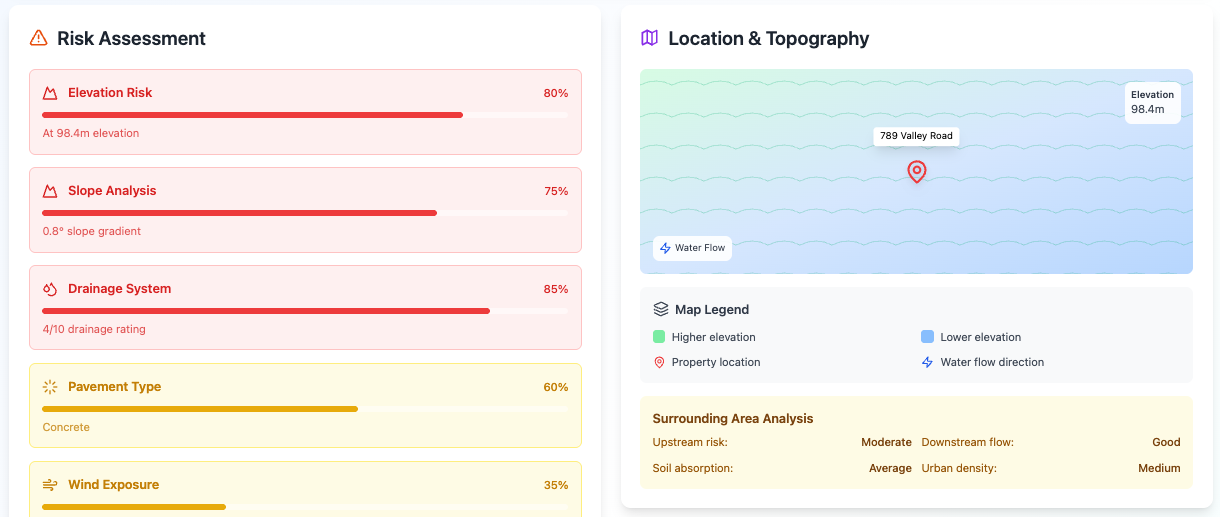 Risk Assessment
Elevation Risk 80%
At 98.4m elevation
Slope Analysis 75%
0.8° slope gradient
Drainage System 85%
4/10 drainage rating
Pavement Type 60%
Concrete
Wind Exposure 35%
Location & Topography
Elevation
98.4m
789 Valley Road
Water Flow
Map Legend
Higher elevation Lower elevation
Property location Water flow direction
Surrounding Area Analysis
Upstream risk: Moderate Downstream flow: Good
Soil absorption: Average Urban density: Medium